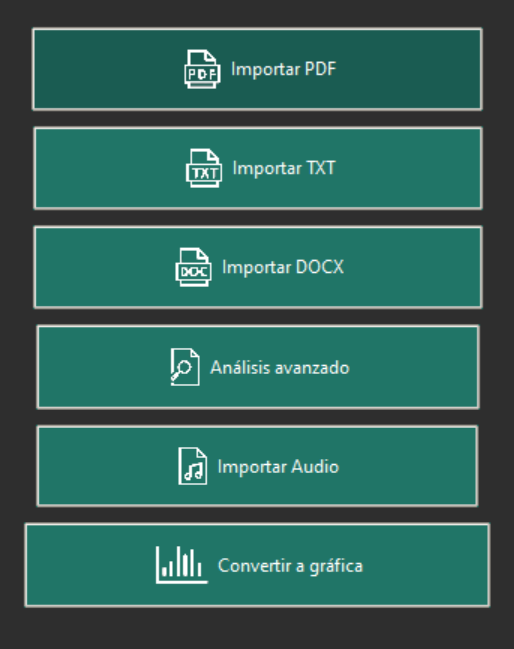 PDF Importar PDF
TXT Importar TXT
DOC Importar DOCX
Análisis avanzado
Importar Audio
Convertir a gráfica